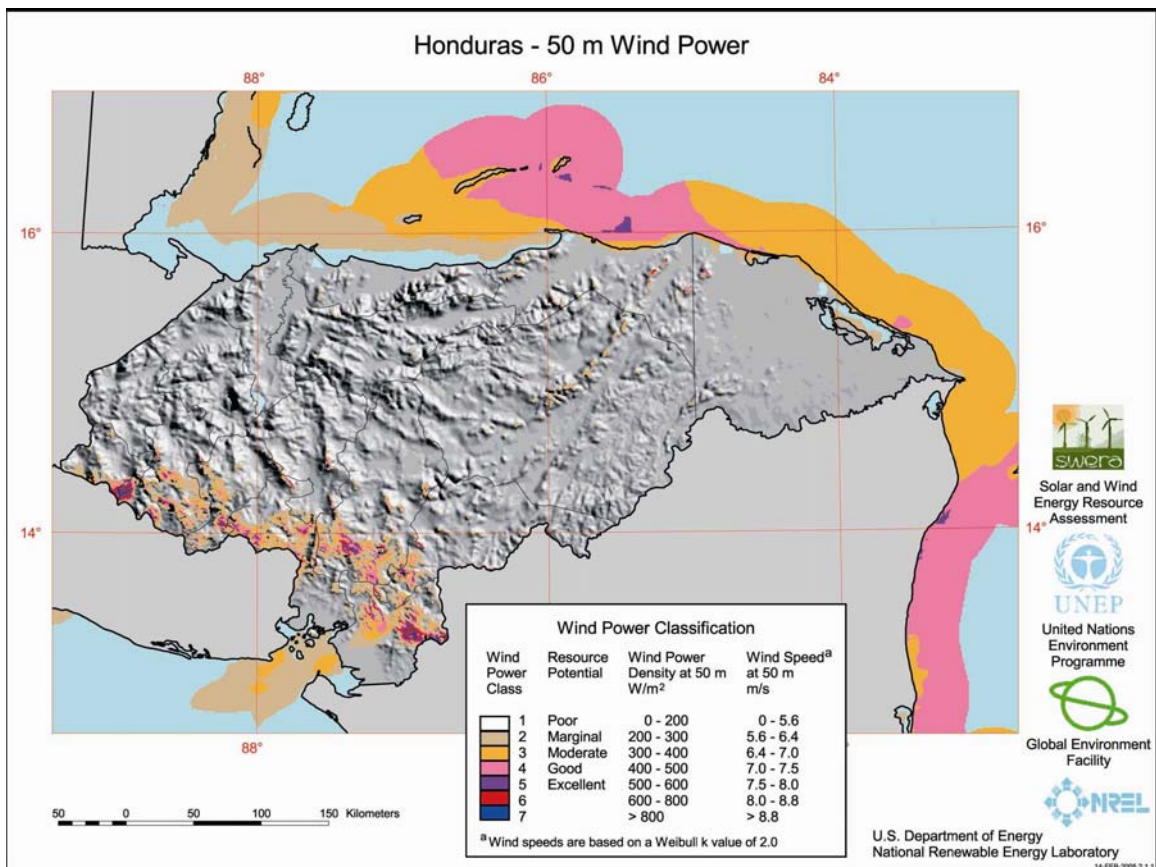 Honduras - 50 m Wind Power
88° 86° 84°
16° 16°
14° 14°
88°
swera
Solar and Wind
Energy Resource
Assessment
UNEP
United Nations
Environment
Programme
Global Environment
Facility
NREL
U.S. Department of Energy
National Renewable Energy Laboratory
Wind Power Classification
Wind Power Class Resource Potential Wind Power Density at 50 m W/m² Wind Speedᵃ at 50 m m/s
1 Poor 0 - 200 0 - 5.6
2 Marginal 200 - 300 5.6 - 6.4
3 Moderate 300 - 400 6.4 - 7.0
4 Good 400 - 500 7.0 - 7.5
5 Excellent 500 - 600 7.5 - 8.0
6 600 - 800 8.0 - 8.8
7 > 800 > 8.8
ᵃ Wind speeds are based on a Weibull k value of 2.0
50 0 50 100 150 Kilometers